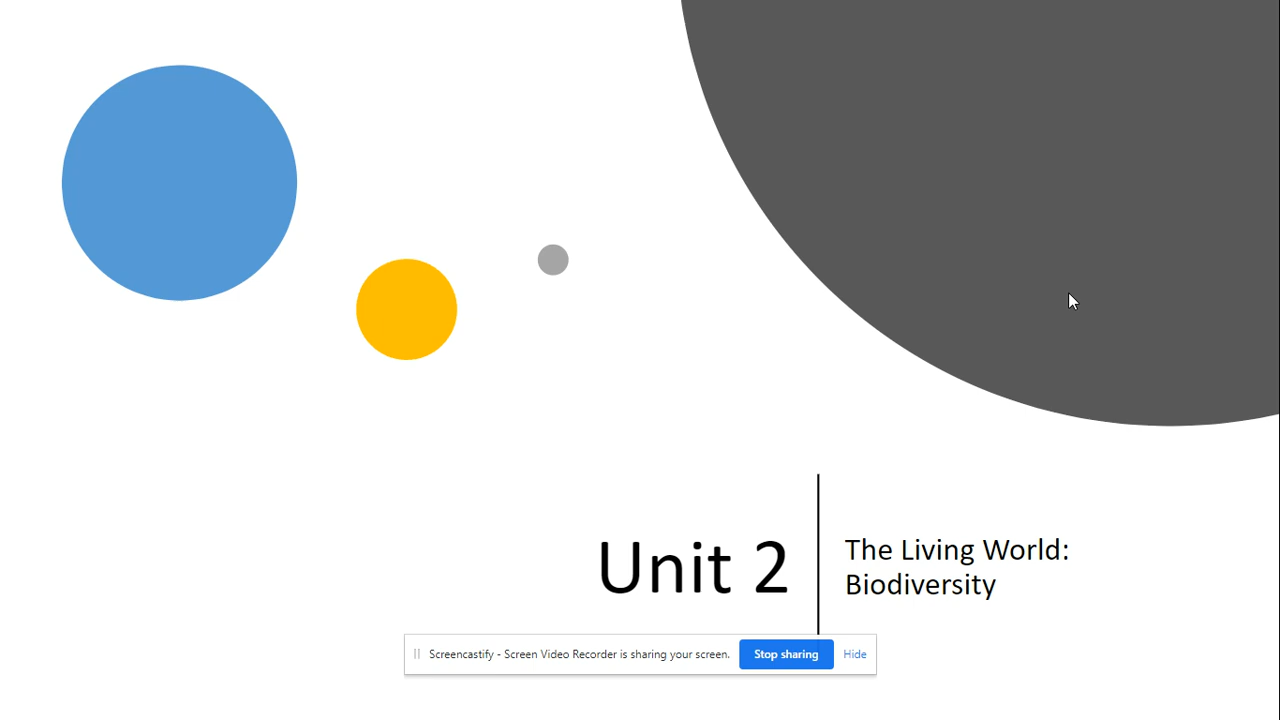 Unit 2
The Living World:
Biodiversity
Screencastify - Screen Video Recorder is sharing your screen.
Stop sharing
Hide